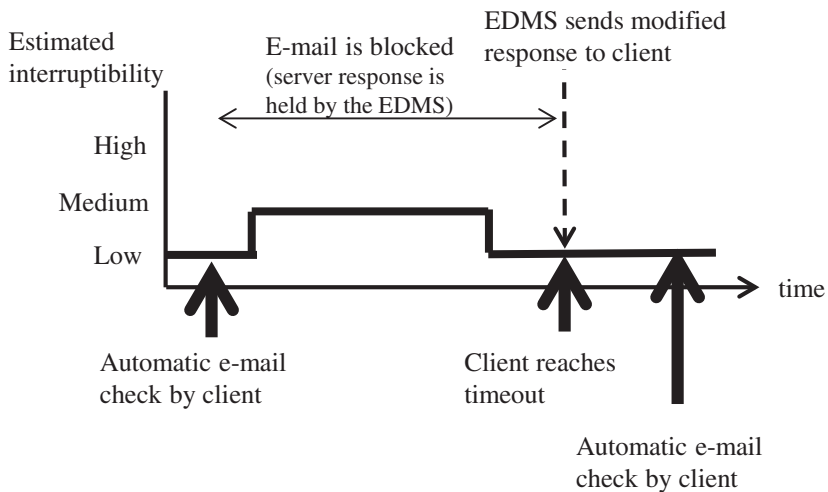 Estimated
interruptibility
E-mail is blocked
(server response is
held by the EDMS)
EDMS sends modified
response to client
High
Medium
Low
time
Automatic e-mail
check by client
Client reaches
timeout
Automatic e-mail
check by client